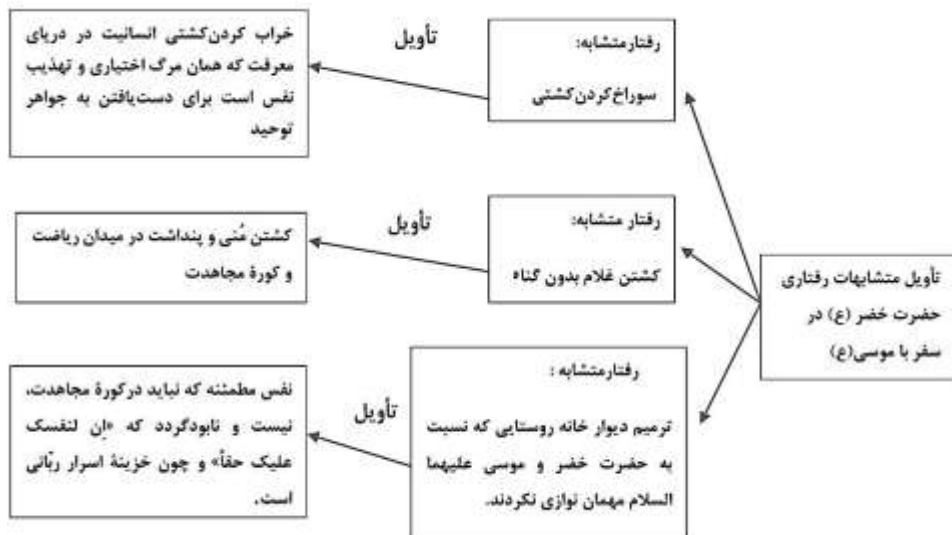 تأویل متشابهات رفتاری
حضرت خضر (ع) در
سفر با موسی(ع)
رفتارمتشابه:
سوراخ‌کردن‌کشتی
تأویل
خراب کردن‌کشتی انسانیت در دریای
معرفت که همان مرگ اختیاری و تهذیب
نفس است برای دست‌یافتن به جواهر
توحید
رفتار متشابه:
کشتن غلام بدون گناه
تأویل
کشتن مُنی و پنداشت در میدان ریاضت
و کورهٔ مجاهدت
رفتارمتشابه :
ترمیم دیوار خانه روستایی که نسبت
به حضرت خضر و موسی علیهما
السلام مهمان نوازی نکردند.
تأویل
نفس مطمئنه که نباید درکورهٔ مجاهدت،
نیست و نابودگردد که «اِن لنفسک
علیک حقاً» و چون خزینهٔ اسرار ربّانی
است.